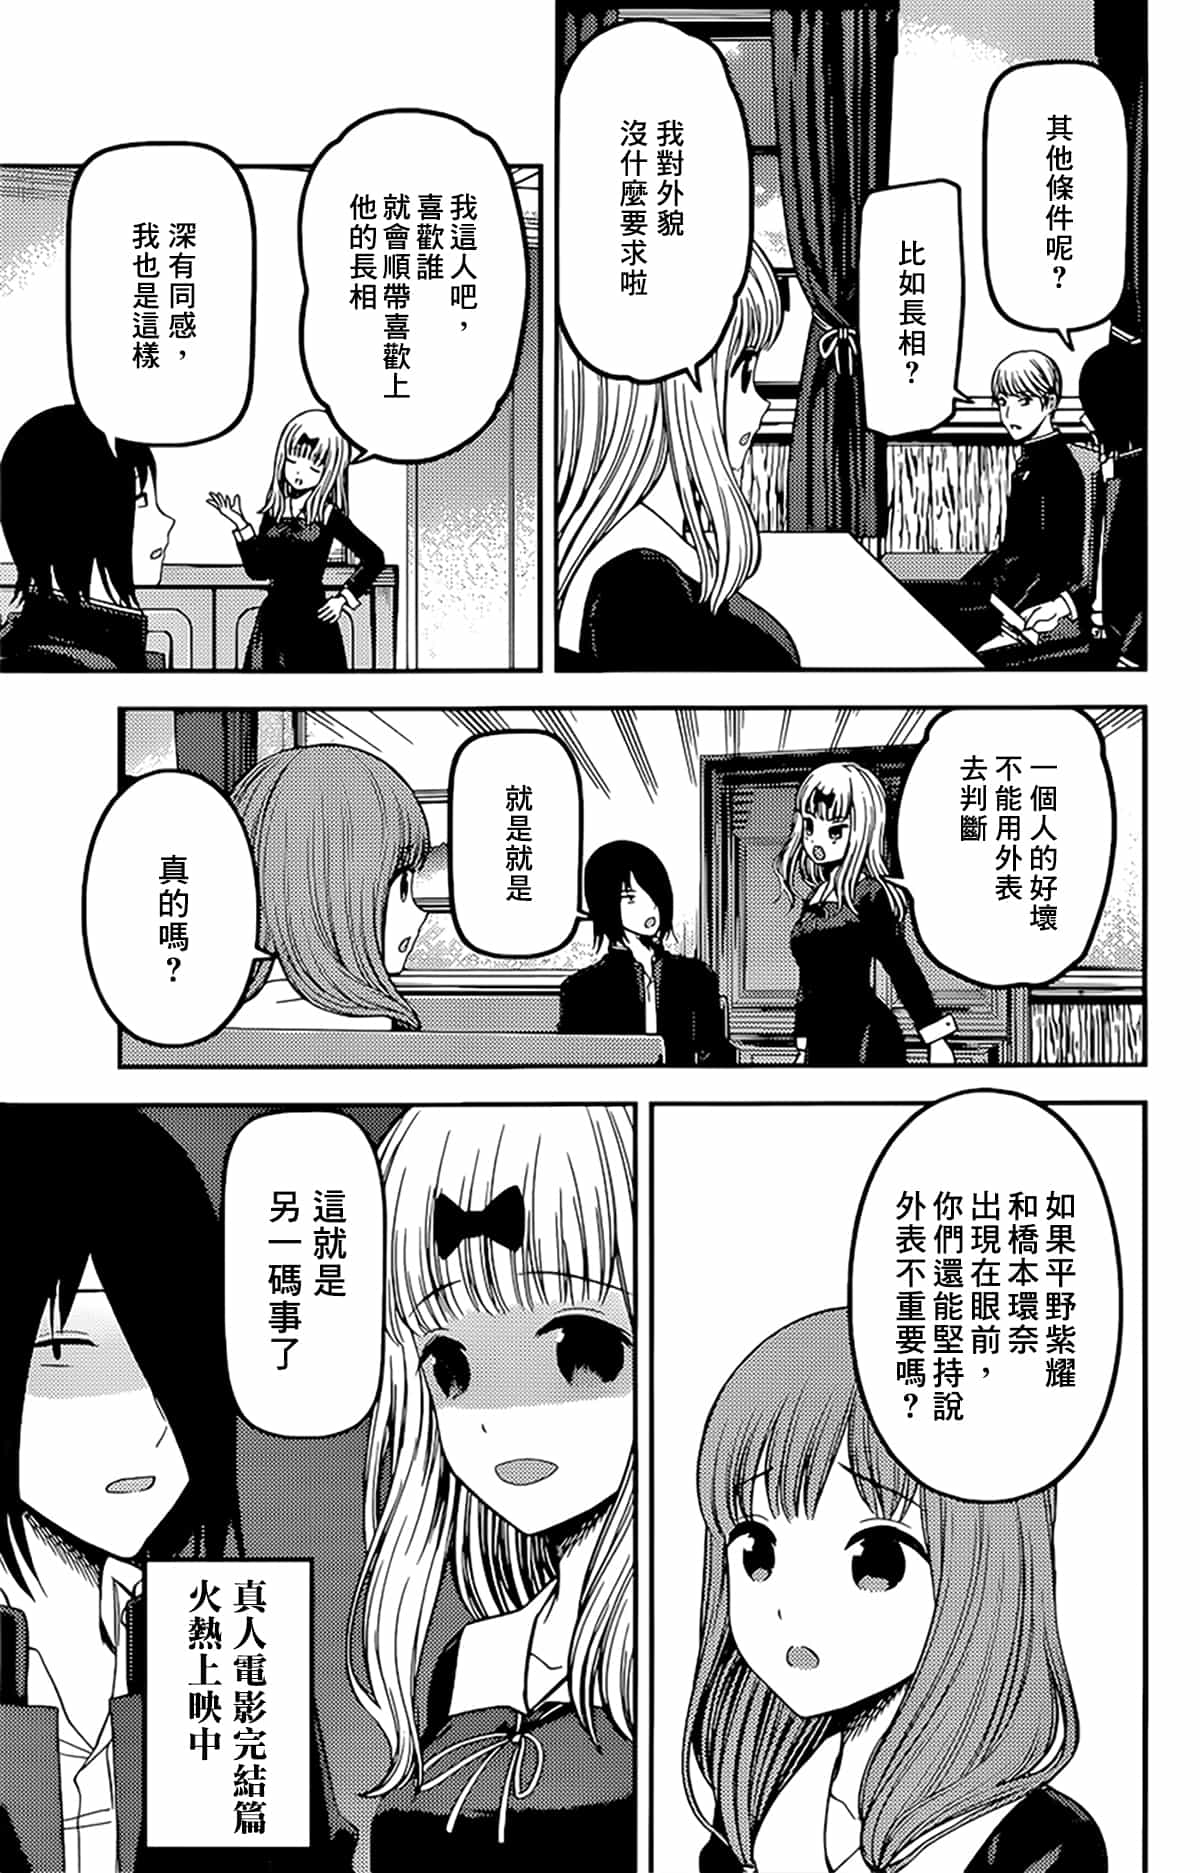 其他條件呢？
比如長相？
我對外貌
沒什麼要求啦
我這人吧，
喜歡誰
就會順帶喜歡上
他的長相
深有同感，
我也是這樣
一個人的好壞
不能用外表
去判斷
就是就是
真的嗎？
如果平野紫耀
和橋本環奈
出現在眼前，
你們還能堅持說
外表不重要嗎？
這就是
另一碼事了
真人電影完結篇
火熱上映中